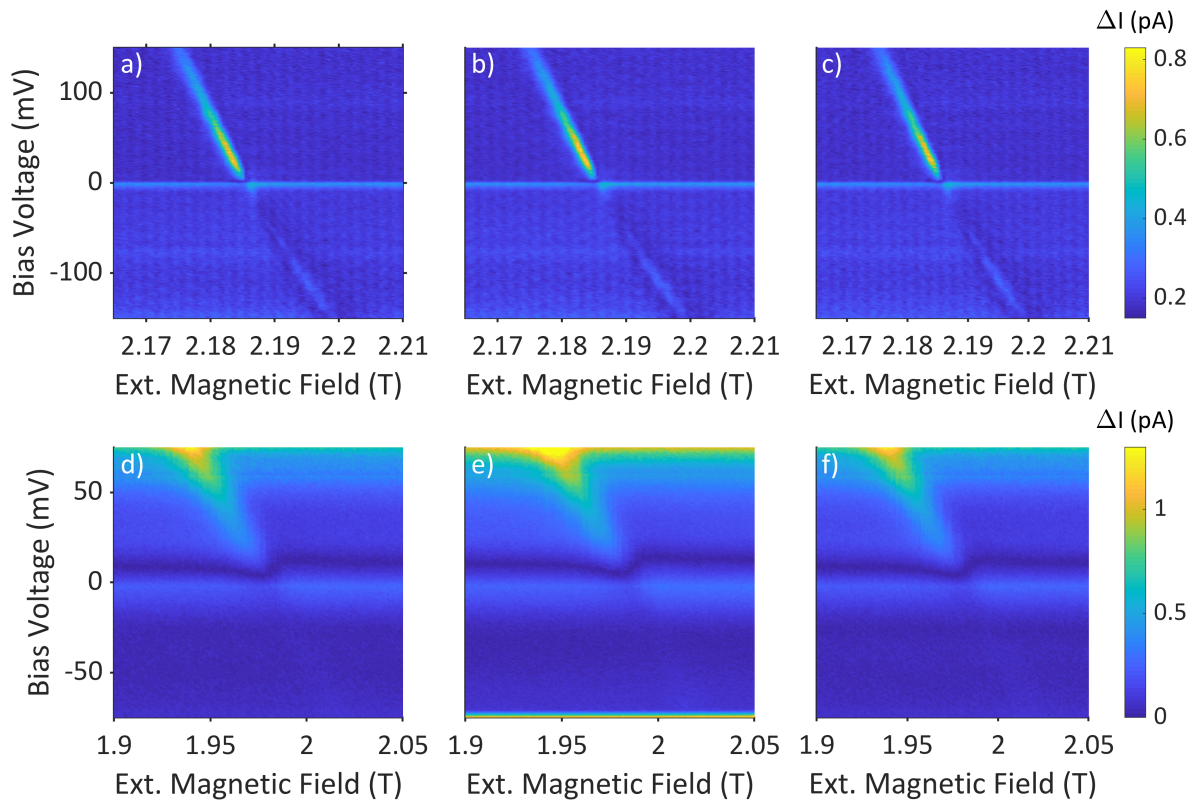 ΔI (pA)
a)
b)
c)
0.8
0.6
0.4
0.2
Bias Voltage (mV)
100
0
-100
2.17 2.18 2.19 2.2 2.21
2.17 2.18 2.19 2.2 2.21
2.17 2.18 2.19 2.2 2.21
Ext. Magnetic Field (T)
Ext. Magnetic Field (T)
Ext. Magnetic Field (T)
ΔI (pA)
d)
e)
f)
1
0.5
0
Bias Voltage (mV)
50
0
-50
1.9 1.95 2 2.05
1.9 1.95 2 2.05
1.9 1.95 2 2.05
Ext. Magnetic Field (T)
Ext. Magnetic Field (T)
Ext. Magnetic Field (T)